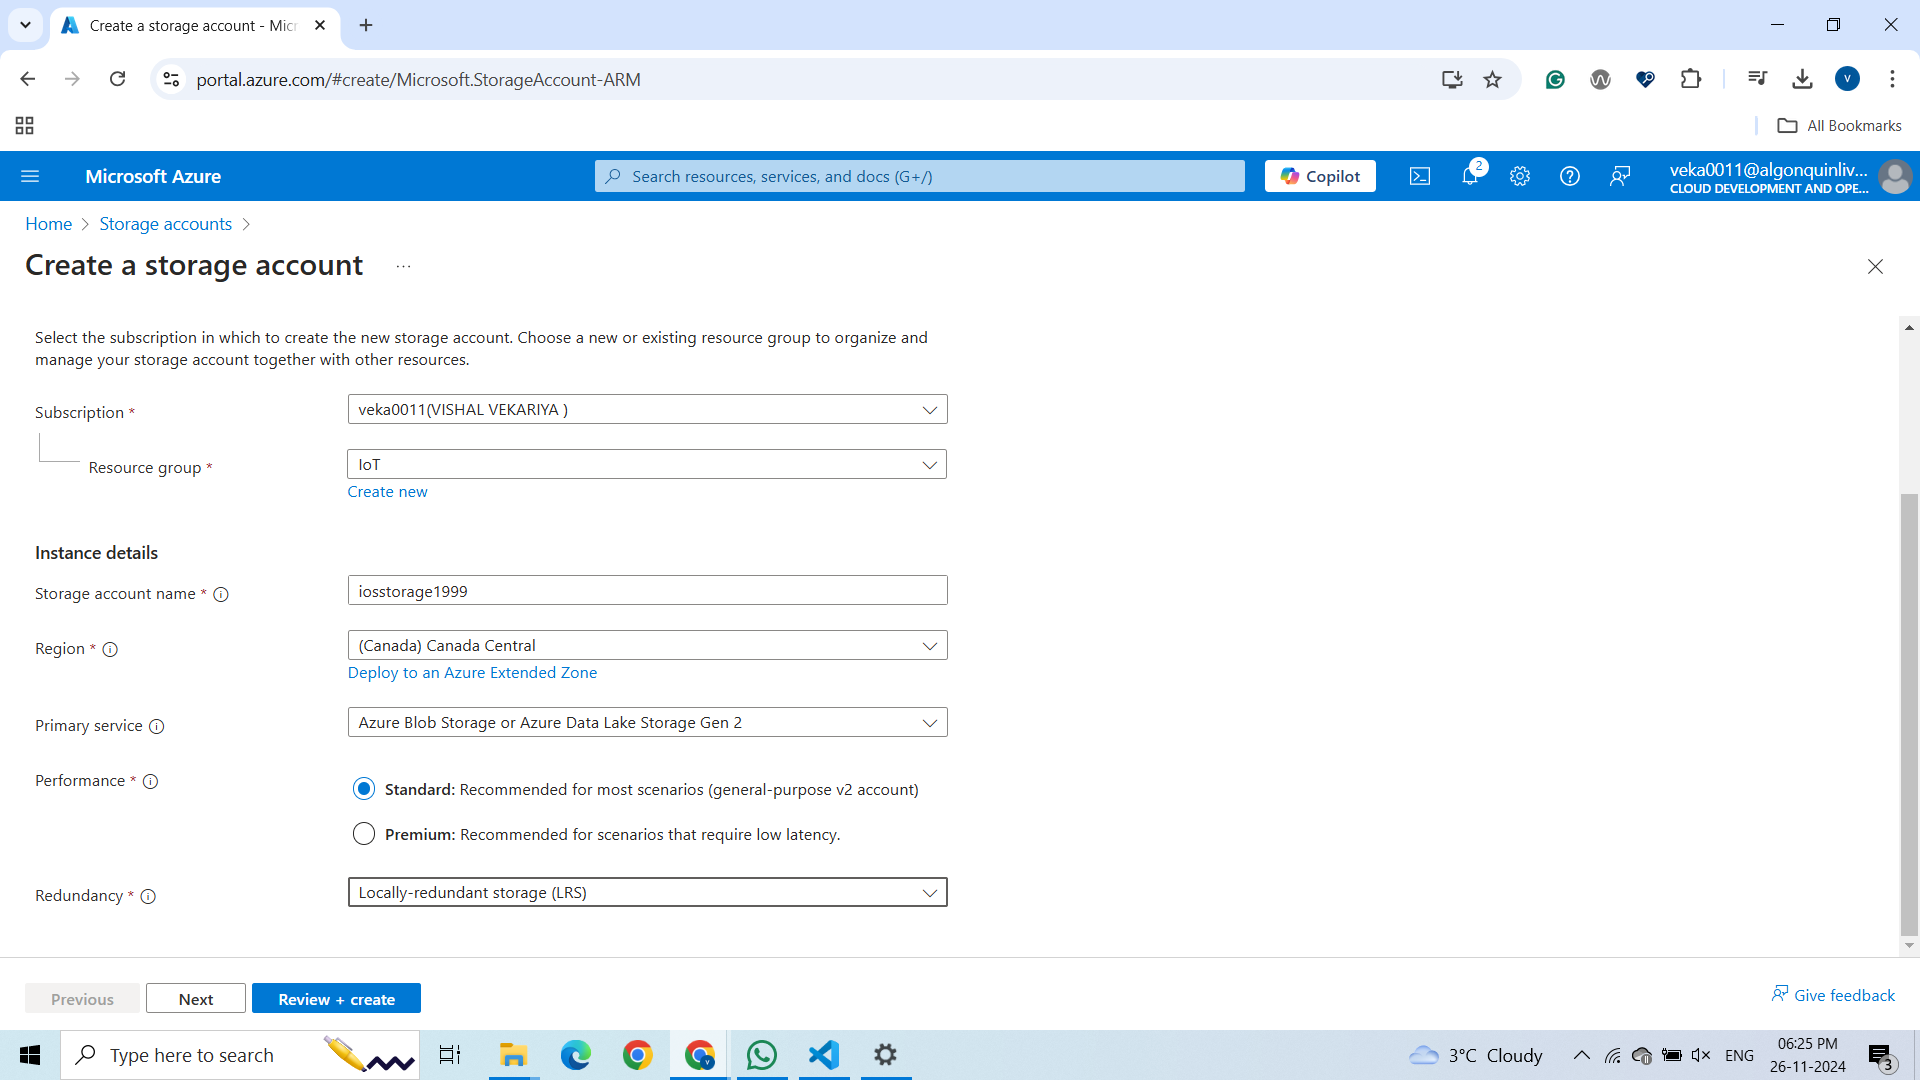 Create a storage account - Micr
portal.azure.com/#create/Microsoft.StorageAccount-ARM
V
All Bookmarks
Microsoft Azure
Search resources, services, and docs (G+/)
Copilot
2
veka0011@algonquinliv...
CLOUD DEVELOPMENT AND OPE...
Home
Storage accounts
Create a storage account
...
Select the subscription in which to create the new storage account. Choose a new or existing resource group to organize and
manage your storage account together with other resources.
Subscription *
veka0011(VISHAL VEKARIYA )
Resource group *
IoT
Create new
Instance details
Storage account name *
iosstorage1999
Region *
(Canada) Canada Central
Deploy to an Azure Extended Zone
Primary service
Azure Blob Storage or Azure Data Lake Storage Gen 2
Performance *
Standard: Recommended for most scenarios (general-purpose v2 account)
Premium: Recommended for scenarios that require low latency.
Redundancy *
Locally-redundant storage (LRS)
Previous
Next
Review + create
Give feedback
Type here to search
3°C Cloudy
ENG
06:25 PM
26-11-2024
3